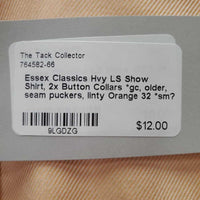 The Tack Collector
764582-66
Essex Classics Hvy LS Show
Shirt, 2x Button Collars *gc, older,
seam puckers, linty Orange 32 *sm?
9LGDZG
$12.00